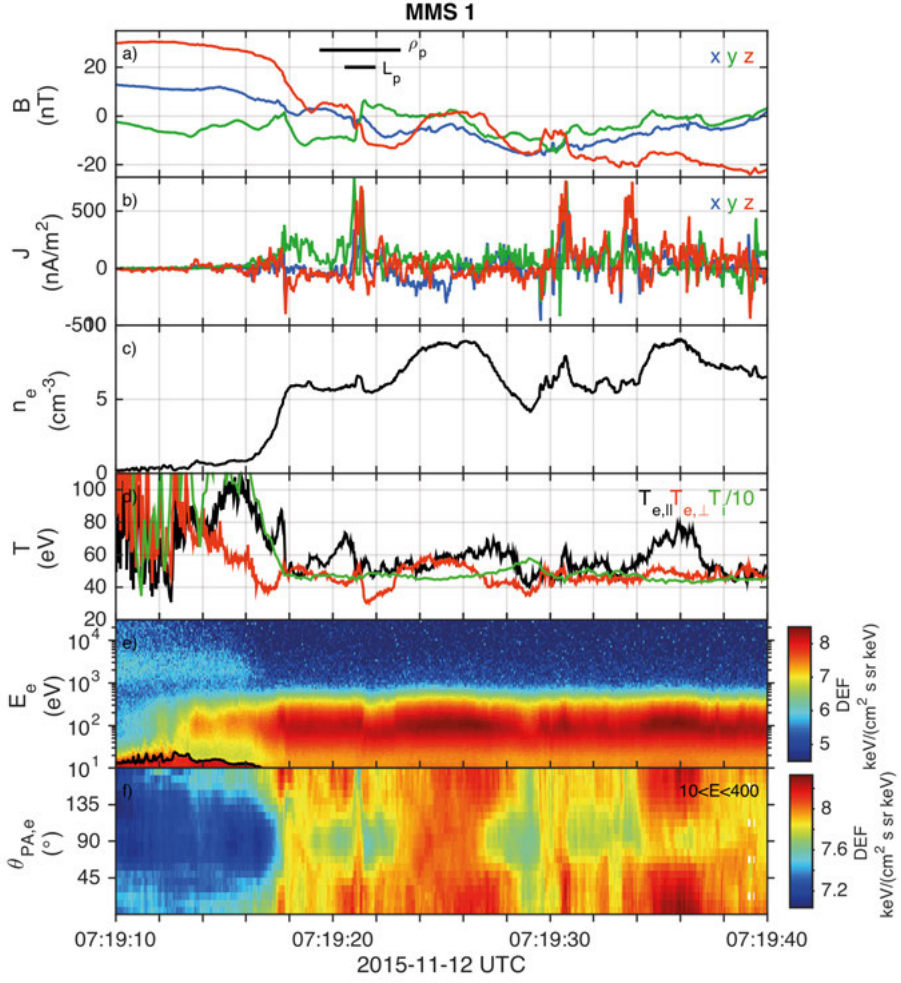 MMS 1
a)
ρp
Lp
x y z
B
(nT)
20
0
-20
b)
x y z
J
(nA/m²)
500
0
-500
c)
ne
(cm-3)
10
5
0
d)
Te,|| Te,⊥ Ti/10
T
(eV)
100
80
60
40
20
e)
Ee
(eV)
10⁴
10³
10²
10¹
8
7
6
5
DEF
keV/(cm² s sr keV)
f)
10<E<400
θPA,e
(°)
135
90
45
8
7.6
7.2
DEF
keV/(cm² s sr keV)
07:19:10 07:19:20 07:19:30 07:19:40
2015-11-12 UTC